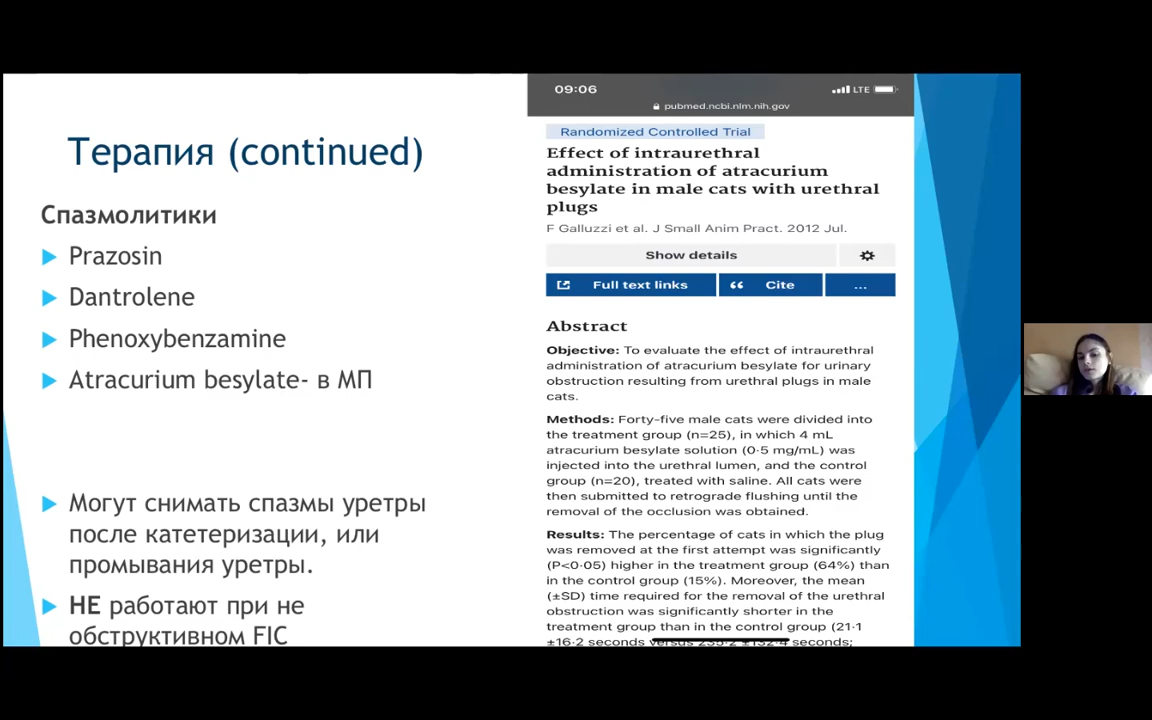 Терапия (continued)
Спазмолитики
Prazosin
Dantrolene
Phenoxybenzamine
Atracurium besylate- в МП
Могут снимать спазмы уретры
после катетеризации, или
промывания уретры.
НЕ работают при не
обструктивном FIC
09:06
LTE
pubmed.ncbi.nlm.nih.gov
Randomized Controlled Trial
Effect of intraurethral
administration of atracurium
besylate in male cats with urethral
plugs
F Galluzzi et al. J Small Anim Pract. 2012 Jul.
Show details
Full text links
Cite
...
Abstract
Objective: To evaluate the effect of intraurethral
administration of atracurium besylate for urinary
obstruction resulting from urethral plugs in male
cats.
Methods: Forty-five male cats were divided into
the treatment group (n=25), in which 4 mL
atracurium besylate solution (0·5 mg/mL) was
injected into the urethral lumen, and the control
group (n=20), treated with saline. All cats were
then submitted to retrograde flushing until the
removal of the occlusion was obtained.
Results: The percentage of cats in which the plug
was removed at the first attempt was significantly
(P<0·05) higher in the treatment group (64%) than
in the control group (15%). Moreover, the mean
(±SD) time required for the removal of the urethral
obstruction was significantly shorter in the
treatment group than in the control group (21·1
±16·2 seconds versus seconds;